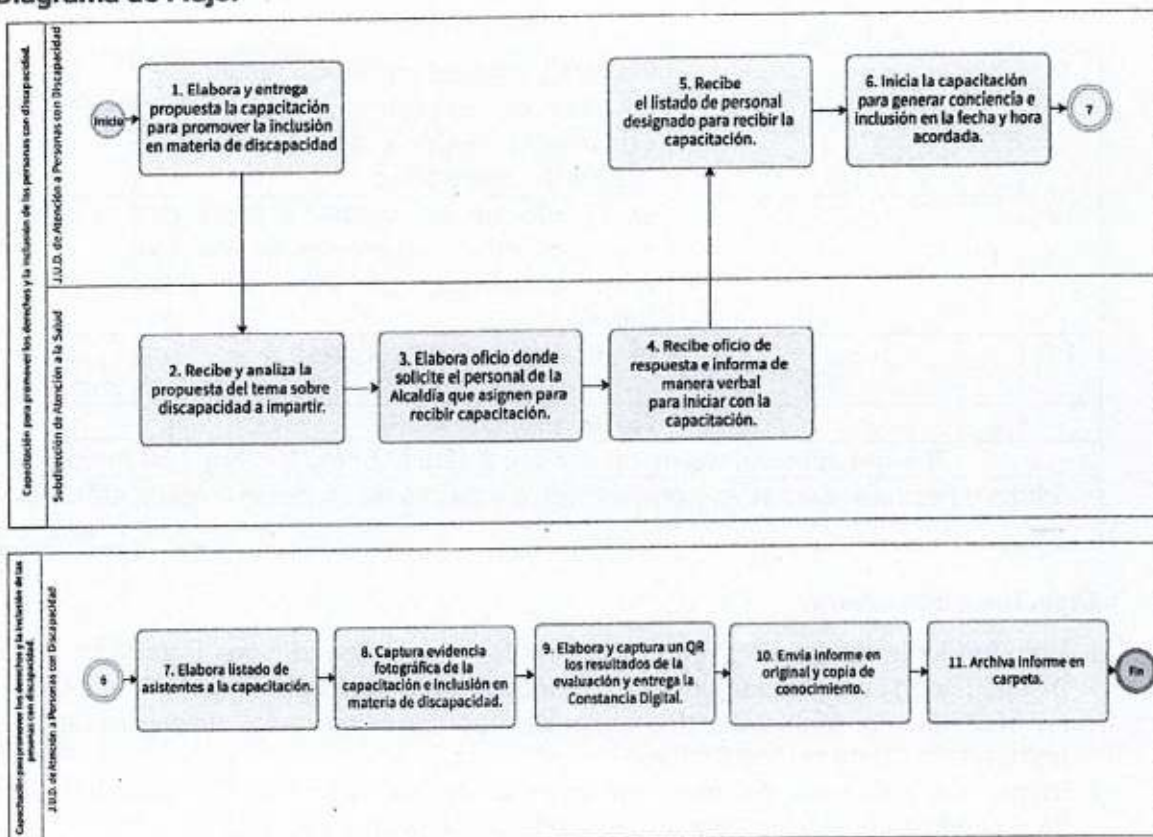 Diagrama de Flujo:
Capacitación para promover los derechos y la inclusión de las personas con discapacidad.
J.U.D. de Atención a Personas con Discapacidad
Inicio
1. Elabora y entrega
propuesta la capacitación
para promover la inclusión
en materia de discapacidad
5. Recibe
el listado de personal
designado para recibir la
capacitación.
6. Inicia la capacitación
para generar conciencia e
inclusión en la fecha y hora
acordada.
7
Subdirección de Atención a la Salud
2. Recibe y analiza la
propuesta del tema sobre
discapacidad a impartir.
3. Elabora oficio donde
solicite el personal de la
Alcaldía que asignen para
recibir capacitación.
4. Recibe oficio de
respuesta e informa de
manera verbal
para iniciar con la
capacitación.
Capacitación para promover los derechos y la inclusión de las
personas con discapacidad.
J.U.D. de Atención a Personas con Discapacidad
6
7. Elabora listado de
asistentes a la capacitación.
8. Captura evidencia
fotográfica de la
capacitación e inclusión en
materia de discapacidad.
9. Elabora y captura un QR
los resultados de la
evaluación y entrega la
Constancia Digital.
10. Envía informe en
original y copia de
conocimiento.
11. Archiva informe en
carpeta.
Fin